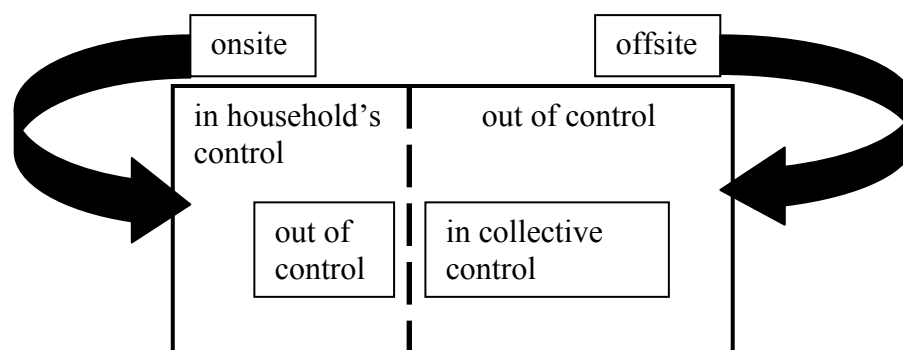 onsite
offsite
in household’s
control
out of control
out of
control
in collective
control